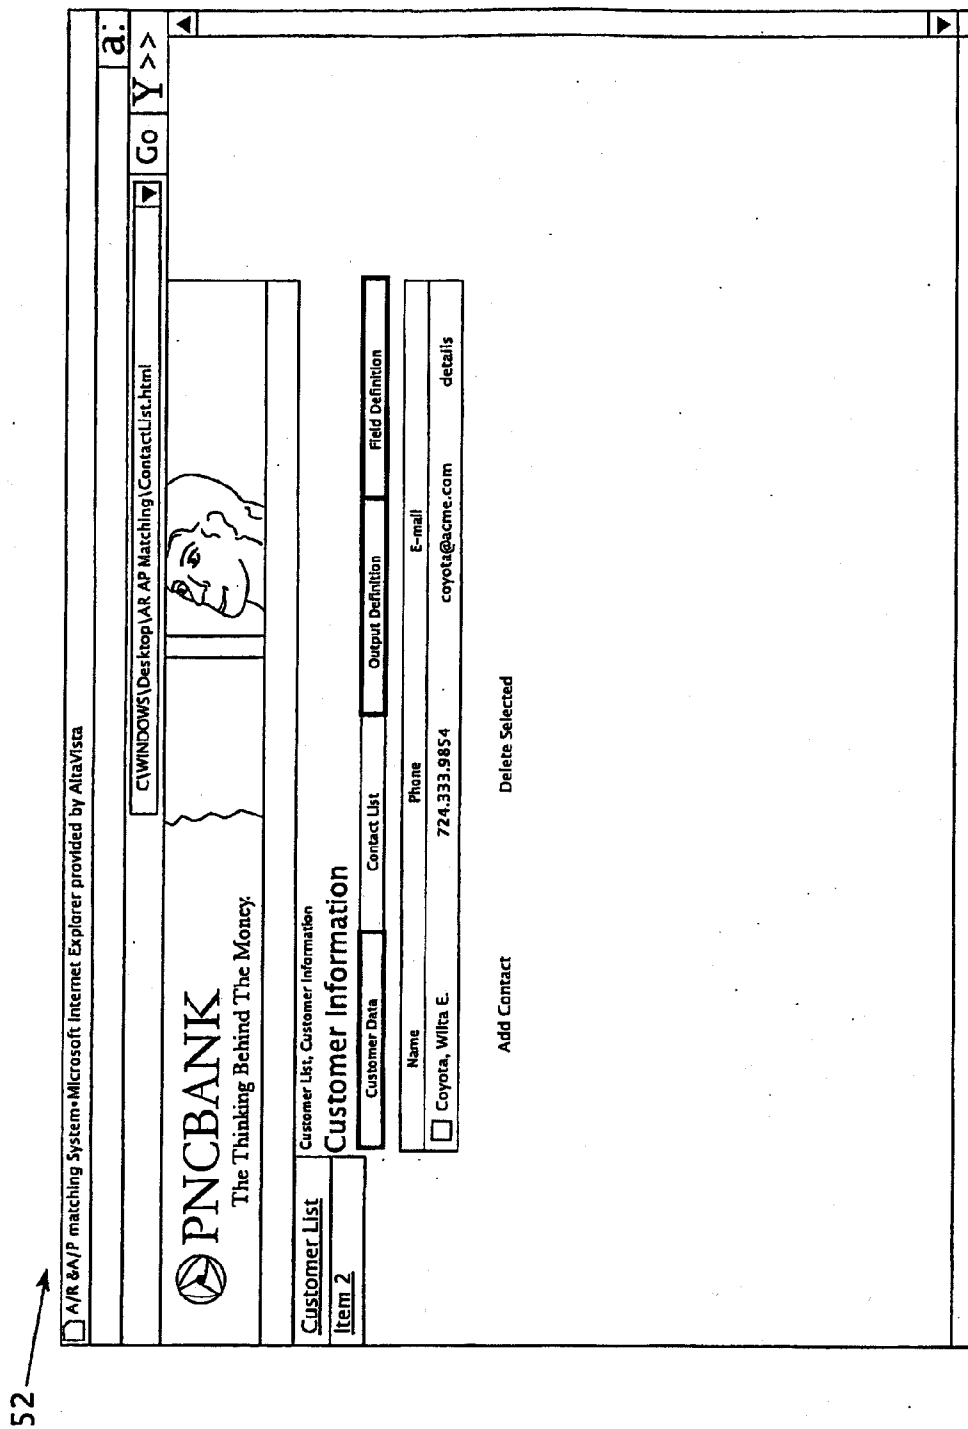 52
A/R &A/P matching System•Microsoft Internet Explorer provided by AltaVista
a:
C\WINDOWS\Desktop\AR AP Matching\ContactList.html
Go
Y >>
PNCBANK
The Thinking Behind The Money.
Customer List
Item 2
Customer List, Customer Information
Customer Information
Customer Data
Contact List
Output Definition
Field Definition
Name Phone E-mail
Coyota, Wilta E. 724.333.9854 coyota@acme.com details
Add Contact Delete Selected